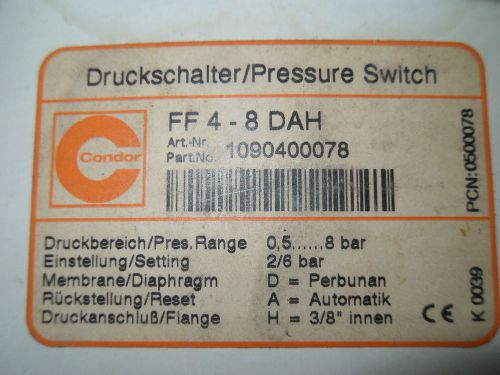 Druckschalter/Pressure Switch
Condor
FF 4 - 8 DAH
Art.-Nr.
Part.No. 1090400078
Druckbereich/Pres. Range 0,5......8 bar
Einstellung/Setting 2/6 bar
Membrane/Diaphragm D = Perbunan
Rückstellung/Reset A = Automatik
Druckanschluß/Flange H = 3/8" innen
CE
PCN:0500078
K 0039